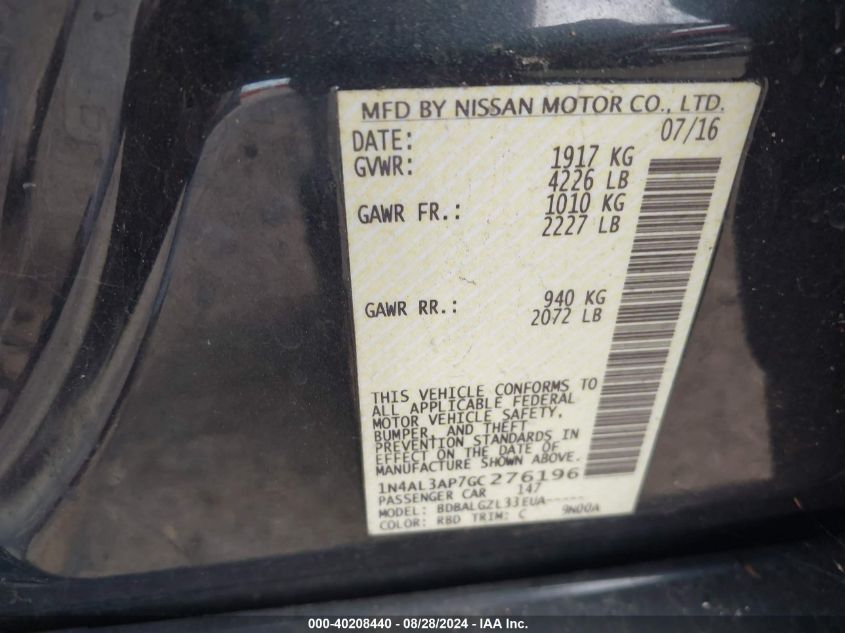 MFD BY NISSAN MOTOR CO., LTD.
DATE: 07/16
GVWR: 1917 KG
4226 LB
GAWR FR.: 1010 KG
2227 LB
GAWR RR.: 940 KG
2072 LB
THIS VEHICLE CONFORMS TO
ALL APPLICABLE FEDERAL
MOTOR VEHICLE SAFETY,
BUMPER, AND THEFT
PREVENTION STANDARDS IN
EFFECT ON THE DATE OF
MANUFACTURE SHOWN ABOVE.
1N4AL3AP7GC276196
PASSENGER CAR 147
MODEL: BDBALGZL33EUA-----
COLOR: RBD TRIM: C 9N00A
000-40208440 - 08/28/2024 - IAA Inc.